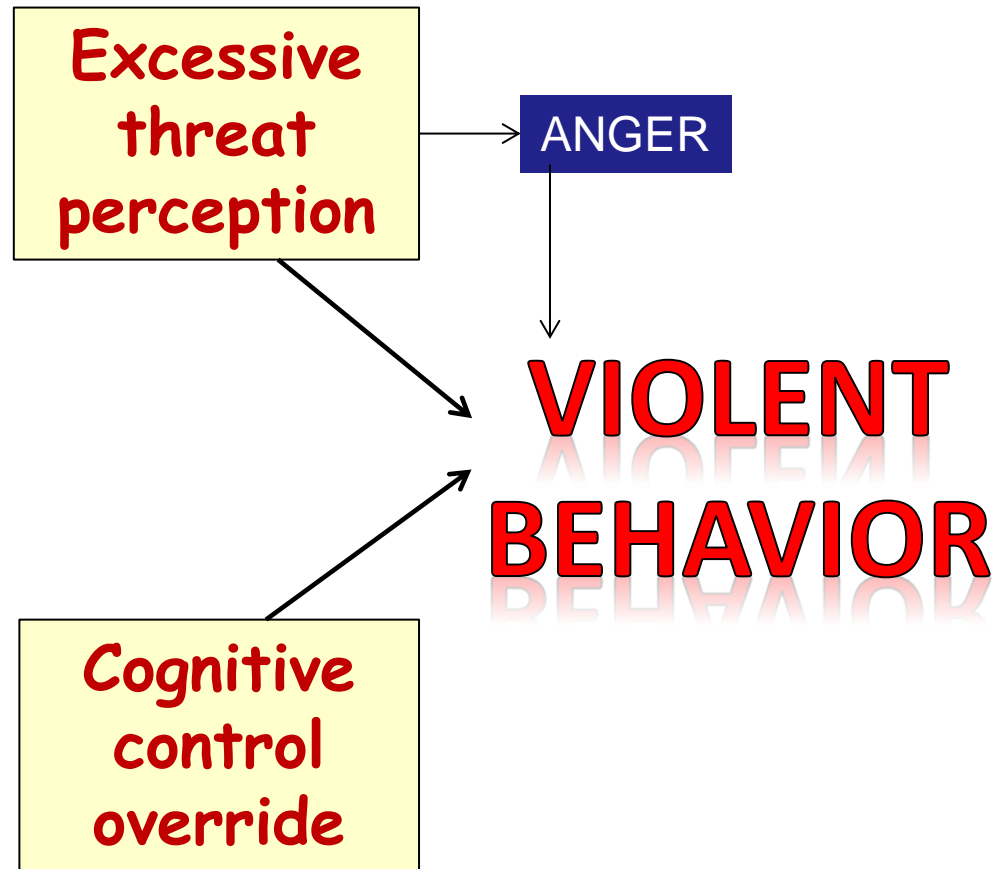 Excessive
threat
perception
ANGER
VIOLENT
BEHAVIOR
Cognitive
control
override